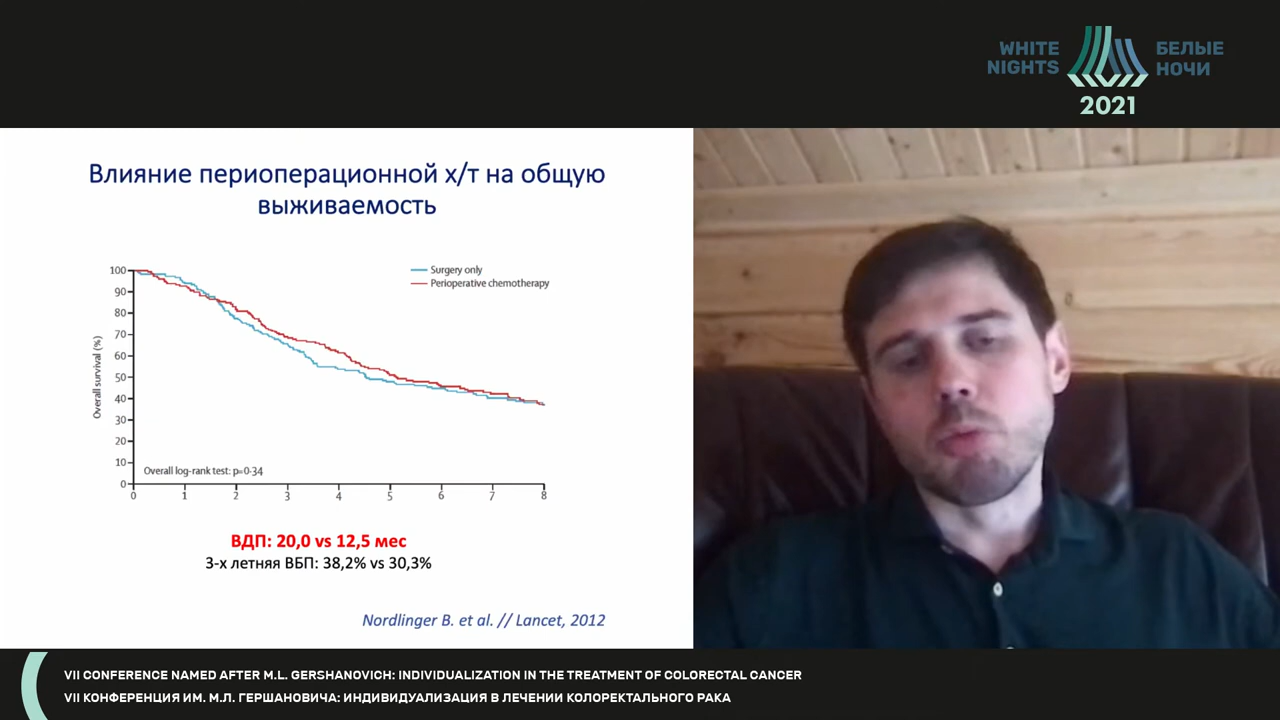 WHITE
NIGHTS
БЕЛЫЕ
НОЧИ
2021
Влияние периоперационной х/т на общую
выживаемость
Surgery only
Perioperative chemotherapy
Overall survival (%)
100
90
80
70
60
50
40
30
20
10
0
Overall log-rank test: p=0·34
0 1 2 3 4 5 6 7 8
ВДП: 20,0 vs 12,5 мес
3-х летняя ВБП: 38,2% vs 30,3%
Nordlinger B. et al. // Lancet, 2012
VII CONFERENCE NAMED AFTER M.L. GERSHANOVICH: INDIVIDUALIZATION IN THE TREATMENT OF COLORECTAL CANCER
VII КОНФЕРЕНЦИЯ ИМ. М.Л. ГЕРШАНОВИЧА: ИНДИВИДУАЛИЗАЦИЯ В ЛЕЧЕНИИ КОЛОРЕКТАЛЬНОГО РАКА